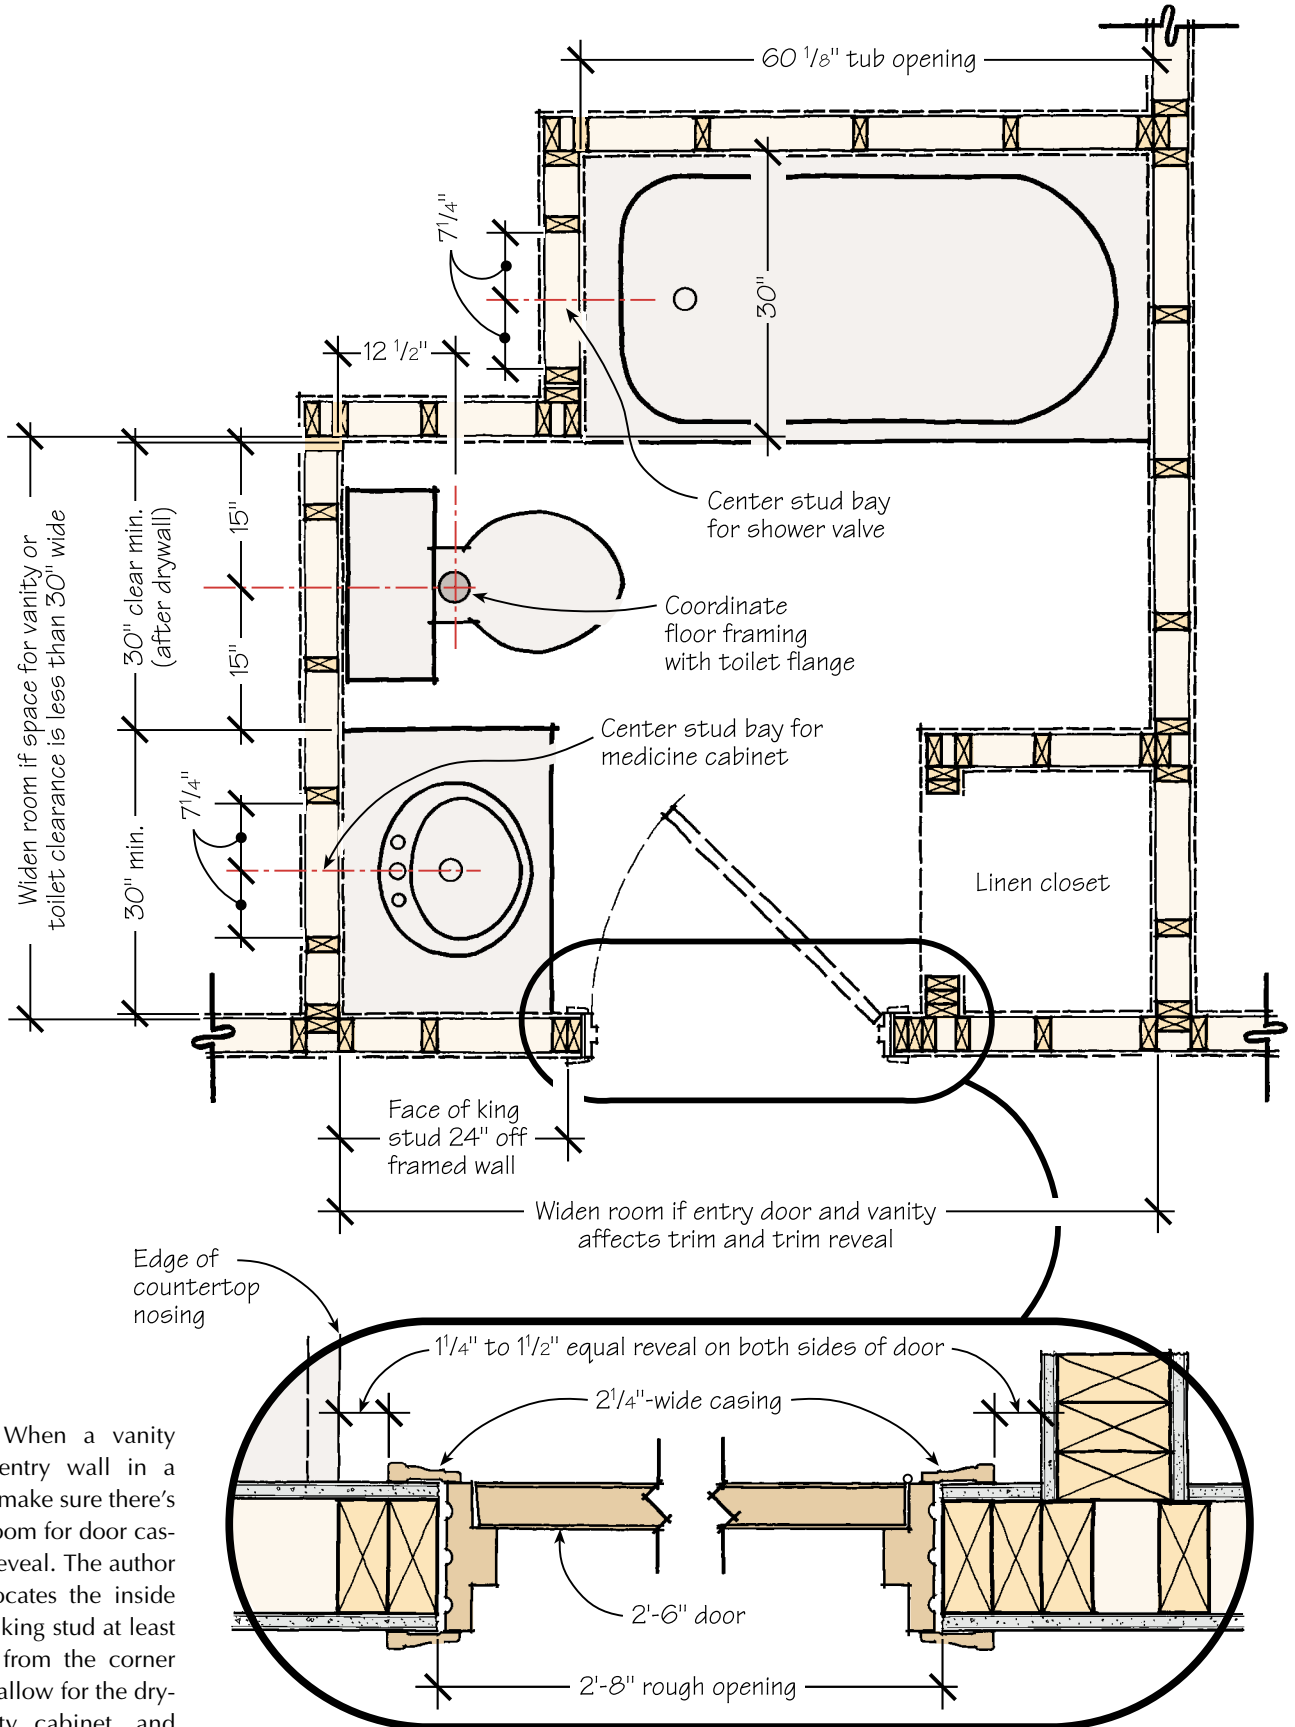 60 1/8" tub opening
7 1/4"
30"
12 1/2"
Center stud bay
for shower valve
Widen room if space for vanity or
toilet clearance is less than 30" wide
30" clear min.
(after drywall)
15"
15"
Coordinate
floor framing
with toilet flange
Center stud bay for
medicine cabinet
7 1/4"
30" min.
Linen closet
Face of king
stud 24" off
framed wall
Widen room if entry door and vanity
affects trim and trim reveal
Edge of
countertop
nosing
1 1/4" to 1 1/2" equal reveal on both sides of door
2 1/4"-wide casing
2'-6" door
2'-8" rough opening
When a vanity
entry wall in a
make sure there's
oom for door cas-
eveal. The author
ocates the inside
king stud at least
from the corner
allow for the dry-
ty cabinet, and